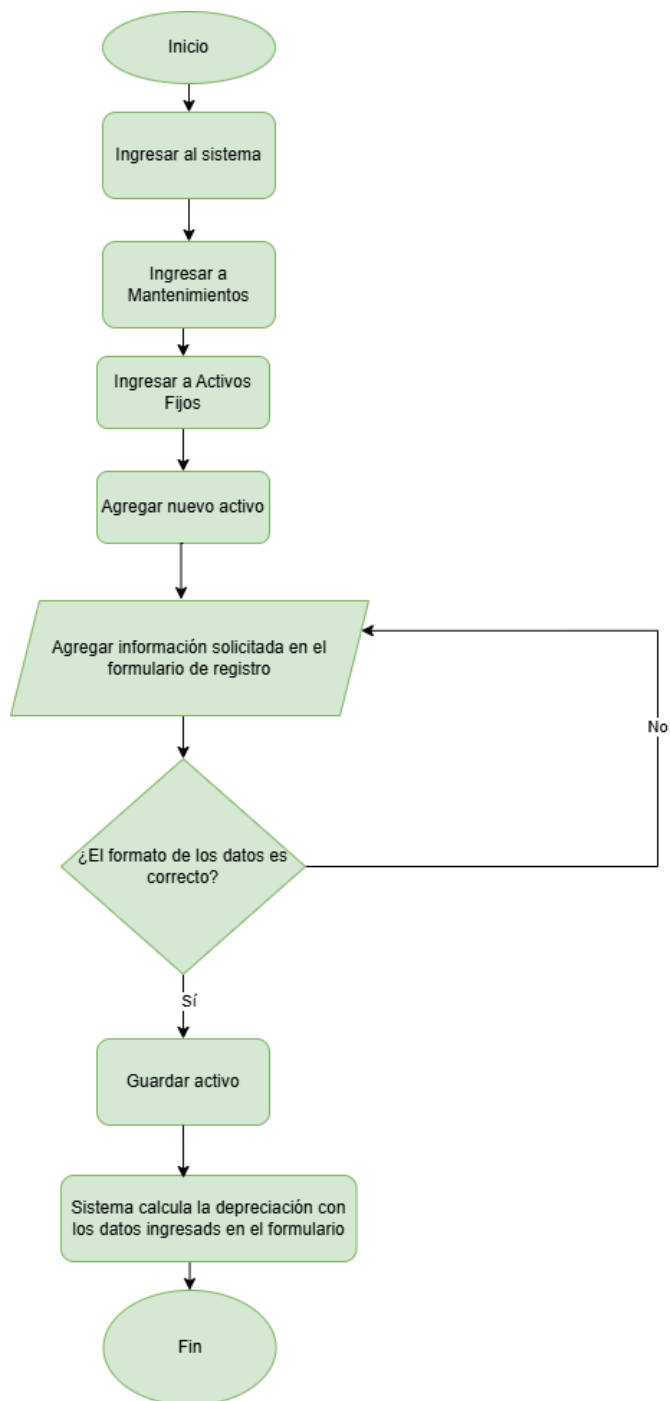 Inicio
Ingresar al sistema
Ingresar a
Mantenimientos
Ingresar a Activos
Fijos
Agregar nuevo activo
Agregar información solicitada en el
formulario de registro
No
¿El formato de los datos es
correcto?
Sí
Guardar activo
Sistema calcula la depreciación con
los datos ingresads en el formulario
Fin